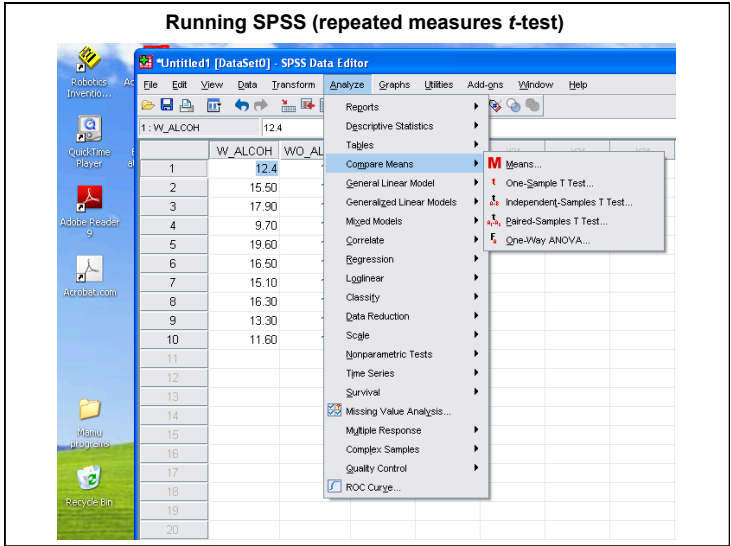 Running SPSS (repeated measures t-test)
*Untitled1 [DataSet0] - SPSS Data Editor
File Edit View Data Transform Analyze Graphs Utilities Add-ons Window Help
1 : W_ALCOH 12.4
W_ALCOH WO_AL
1 12.4
2 15.50
3 17.90
4 9.70
5 19.60
6 16.50
7 15.10
8 16.30
9 13.30
10 11.60
11
12
13
14
15
16
17
18
19
20
Reports
Descriptive Statistics
Tables
Compare Means
General Linear Model
Generalized Linear Models
Mixed Models
Correlate
Regression
Loglinear
Classify
Data Reduction
Scale
Nonparametric Tests
Time Series
Survival
Missing Value Analysis...
Multiple Response
Complex Samples
Quality Control
ROC Curve...
M Means...
t One-Sample T Test...
Independent-Samples T Test...
Paired-Samples T Test...
One-Way ANOVA...
Robotics
Inventio...
QuickTime
Player
Adobe Reader
9
Acrobat.com
programs
Recycle Bin